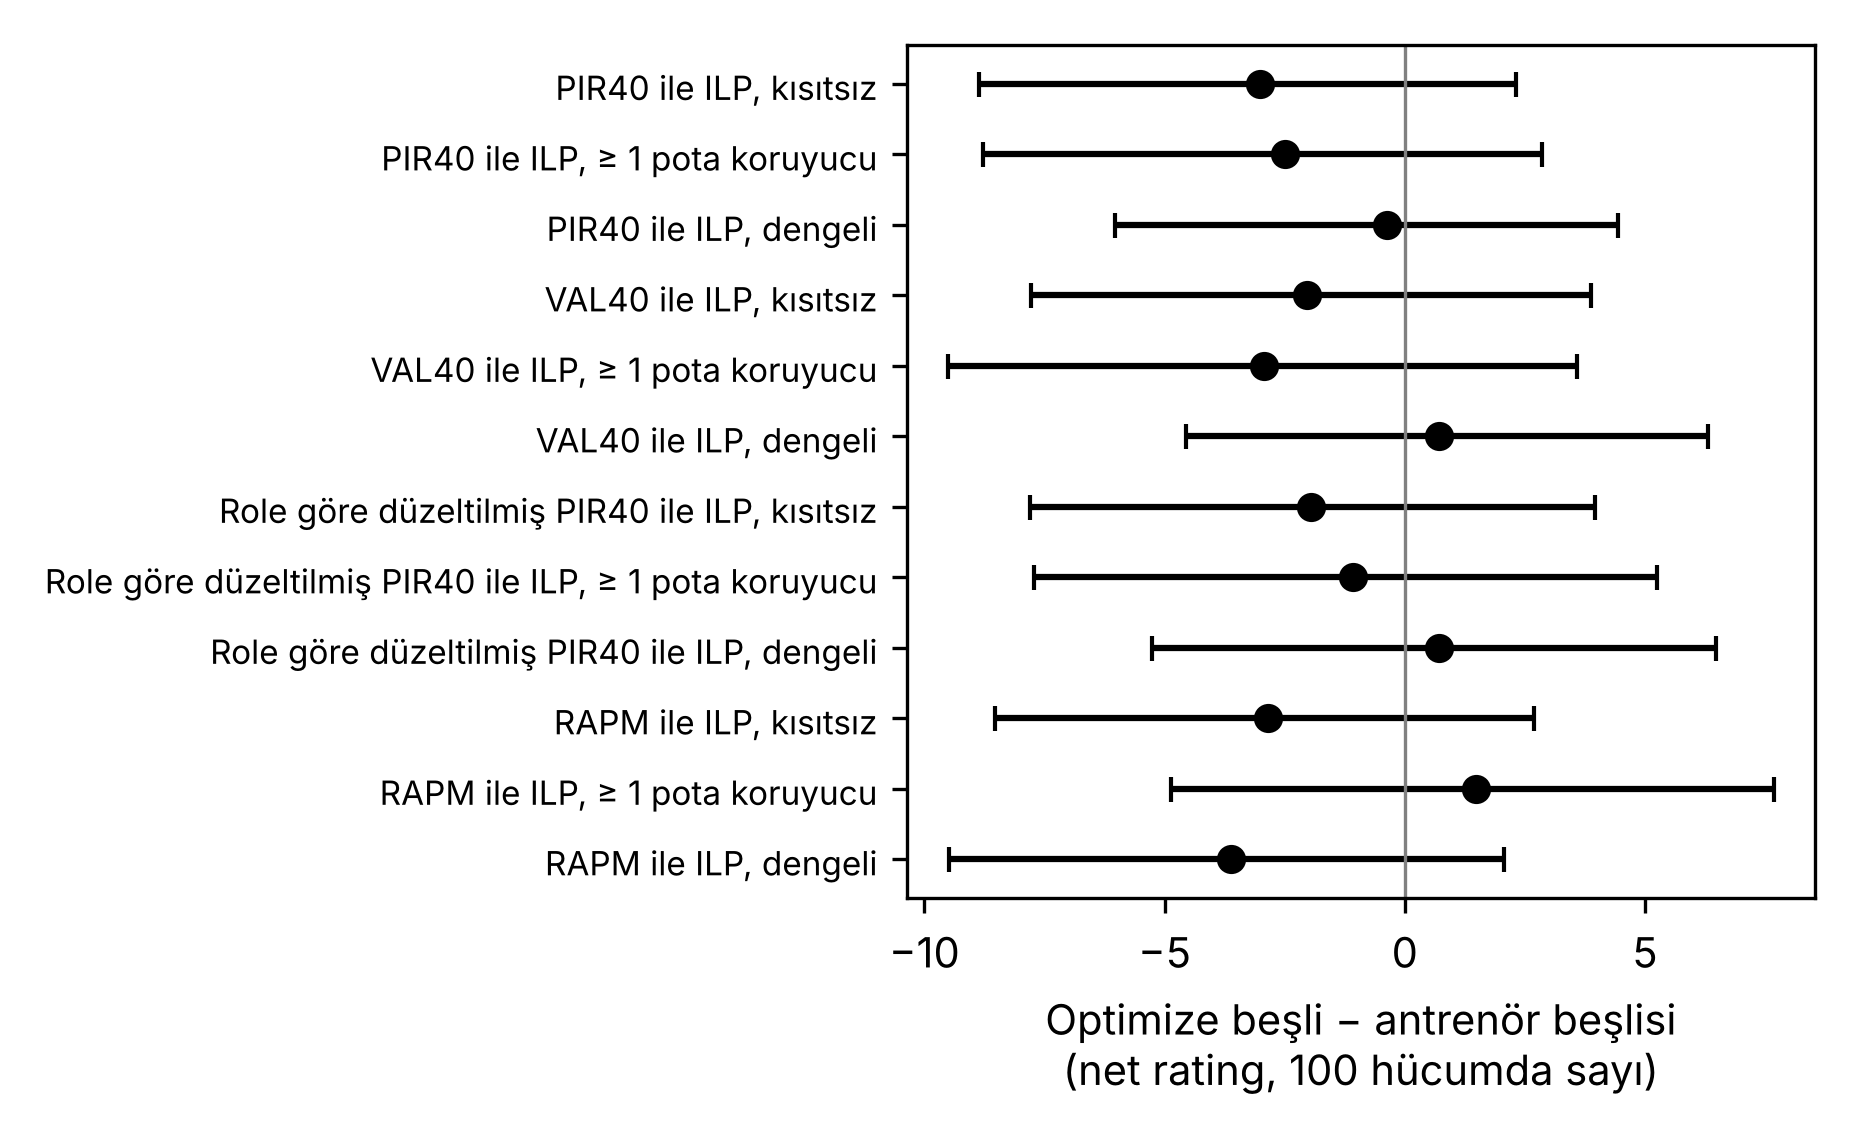 PIR40 ile ILP, kısıtsız
PIR40 ile ILP, ≥ 1 pota koruyucu
PIR40 ile ILP, dengeli
VAL40 ile ILP, kısıtsız
VAL40 ile ILP, ≥ 1 pota koruyucu
VAL40 ile ILP, dengeli
Role göre düzeltilmiş PIR40 ile ILP, kısıtsız
Role göre düzeltilmiş PIR40 ile ILP, ≥ 1 pota koruyucu
Role göre düzeltilmiş PIR40 ile ILP, dengeli
RAPM ile ILP, kısıtsız
RAPM ile ILP, ≥ 1 pota koruyucu
RAPM ile ILP, dengeli
−10 −5 0 5
Optimize beşli − antrenör beşlisi
(net rating, 100 hücumda sayı)